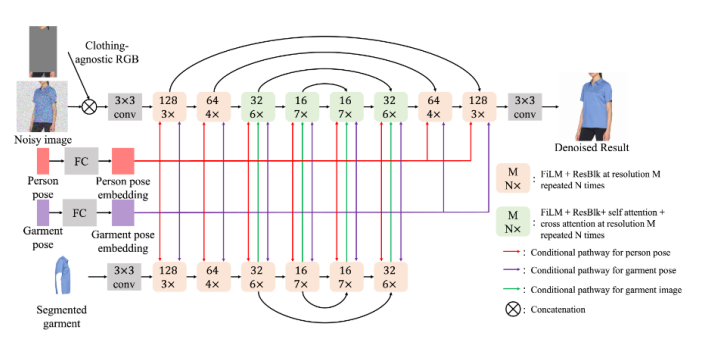 Clothing-
agnostic RGB
Noisy image
3×3
conv
128
3×
64
4×
32
6×
16
7×
16
7×
32
6×
64
4×
128
3×
3×3
conv
Denoised Result
Person
pose
FC
Person pose
embedding
Garment
pose
FC
Garment pose
embedding
Segmented
garment
3×3
conv
128
3×
64
4×
32
6×
16
7×
16
7×
32
6×
M
N×
: FiLM + ResBlk at resolution M
repeated N times
M
N×
: FiLM + ResBlk+ self attention +
cross attention at resolution M
repeated N times
: Conditional pathway for person pose
: Conditional pathway for garment pose
: Conditional pathway for garment image
: Concatenation